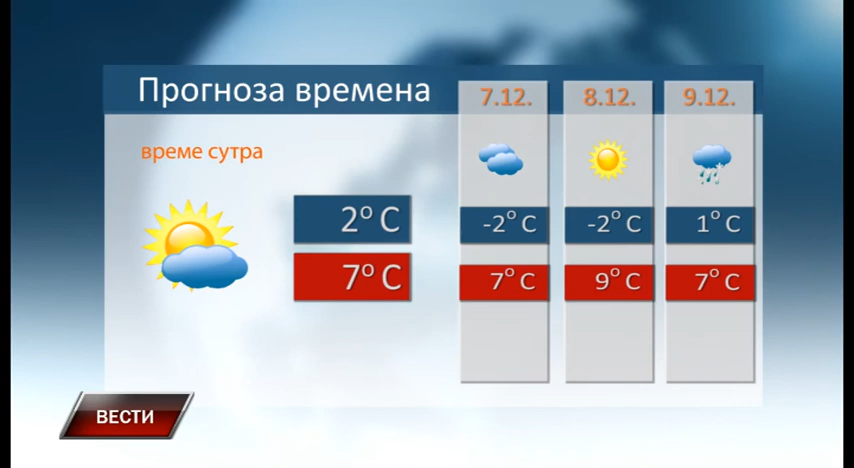 Прогноза времена
време сутра
2° C
7° C
7.12. 8.12. 9.12.
-2° C -2° C 1° C
7° C 9° C 7° C
ВЕСТИ